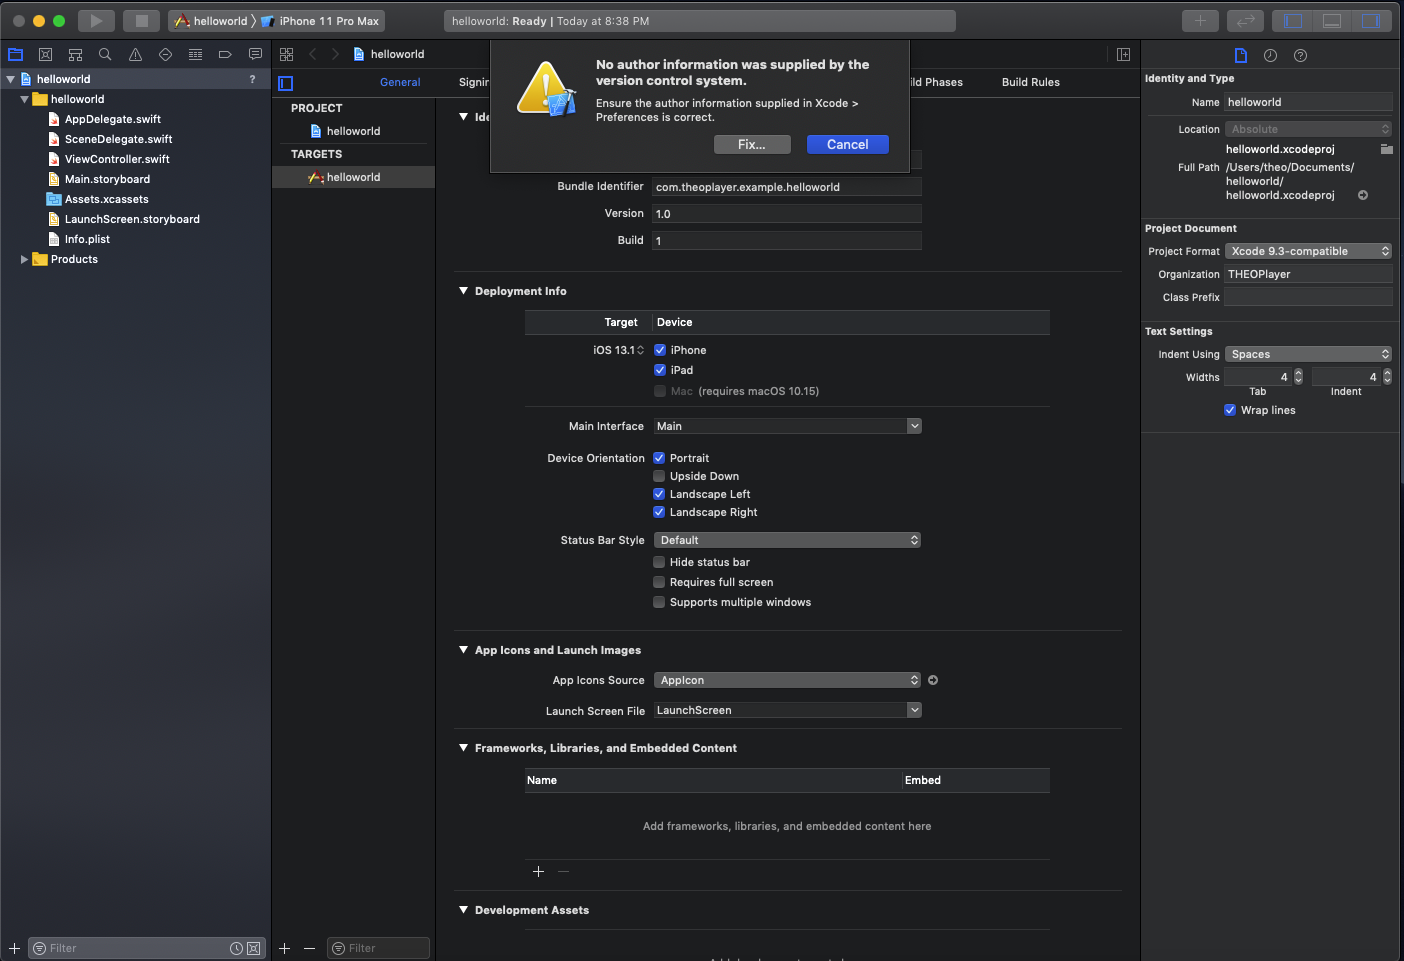 helloworld
iPhone 11 Pro Max
helloworld: Ready | Today at 8:38 PM
helloworld
General
Build Rules
No author information was supplied by the
version control system.
Ensure the author information supplied in Xcode >
Preferences is correct.
Fix...
Cancel
helloworld
?
helloworld
AppDelegate.swift
SceneDelegate.swift
ViewController.swift
Main.storyboard
Assets.xcassets
LaunchScreen.storyboard
Info.plist
Products
Filter
PROJECT
helloworld
TARGETS
helloworld
Filter
Bundle Identifier com.theoplayer.example.helloworld
Version 1.0
Build 1
Deployment Info
Target Device
iOS 13.1 iPhone
iPad
Mac (requires macOS 10.15)
Main Interface Main
Device Orientation Portrait
Upside Down
Landscape Left
Landscape Right
Status Bar Style Default
Hide status bar
Requires full screen
Supports multiple windows
App Icons and Launch Images
App Icons Source AppIcon
Launch Screen File LaunchScreen
Frameworks, Libraries, and Embedded Content
Name Embed
Add frameworks, libraries, and embedded content here
Development Assets
Identity and Type
Name helloworld
Location Absolute
helloworld.xcodeproj
Full Path /Users/theo/Documents/
helloworld/
helloworld.xcodeproj
Project Document
Project Format Xcode 9.3-compatible
Organization THEOPlayer
Class Prefix
Text Settings
Indent Using Spaces
Widths 4 4
Tab Indent
Wrap lines